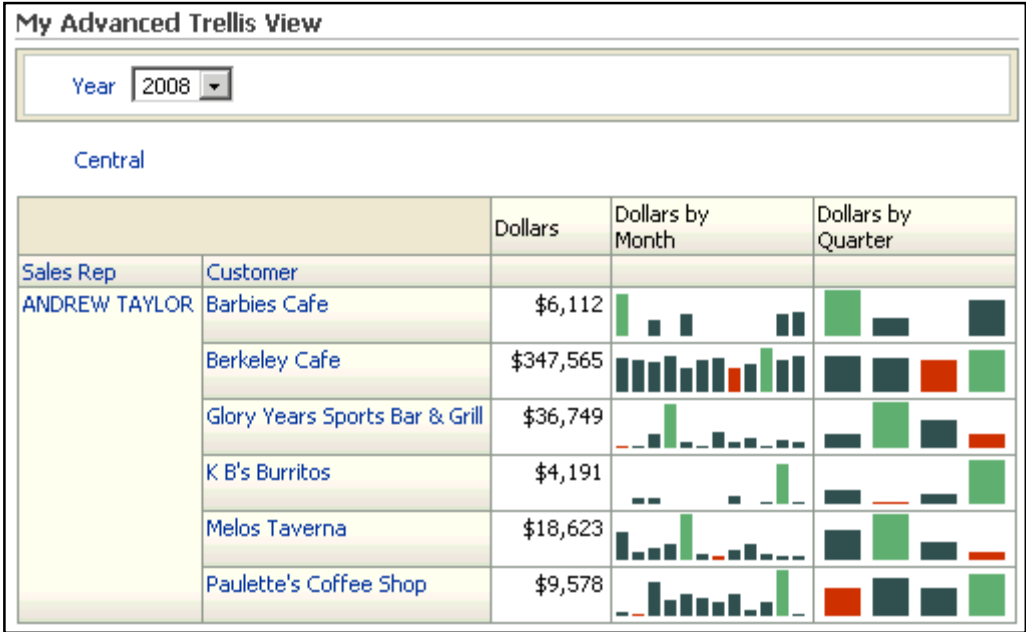 My Advanced Trellis View
Year 2008
Central
Dollars
Dollars by
Month
Dollars by
Quarter
Sales Rep Customer
ANDREW TAYLOR Barbies Cafe $6,112
Berkeley Cafe $347,565
Glory Years Sports Bar & Grill $36,749
K B's Burritos $4,191
Melos Taverna $18,623
Paulette's Coffee Shop $9,578